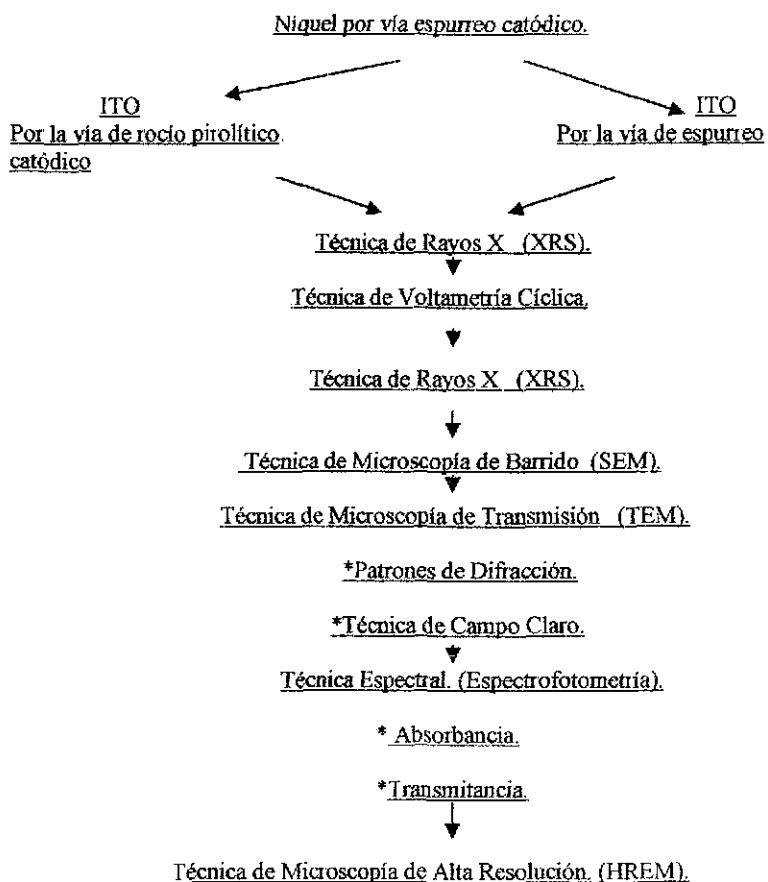 Niquel por vía espurreo catódico.
ITO
Por la vía de rocío pirolítico
catódico
ITO
Por la vía de espurreo
Técnica de Rayos X (XRS).
Técnica de Voltametría Cíclica.
Técnica de Rayos X (XRS).
Técnica de Microscopía de Barrido (SEM).
Técnica de Microscopía de Transmisión (TEM).
*Patrones de Difracción.
*Técnica de Campo Claro.
Técnica Espectral. (Espectrofotometría).
* Absorbancia.
*Transmitancia.
Técnica de Microscopía de Alta Resolución. (HREM).